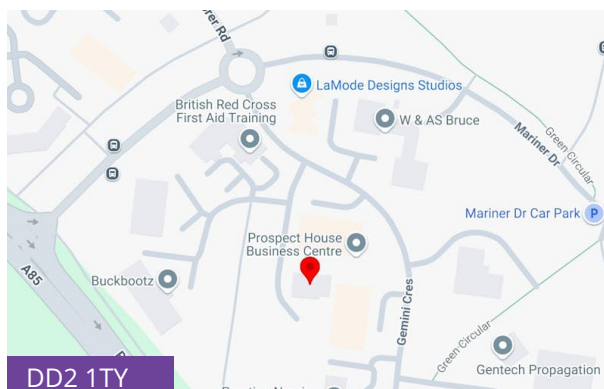 rer Rd
LaMode Designs Studios
British Red Cross
First Aid Training
W & AS Bruce
Mariner Dr
Green Circular
Mariner Dr Car Park
P
Prospect House
Business Centre
A85
Buckbootz
Gemini Cres
Green Circular
Gentech Propagation
DD2 1TY